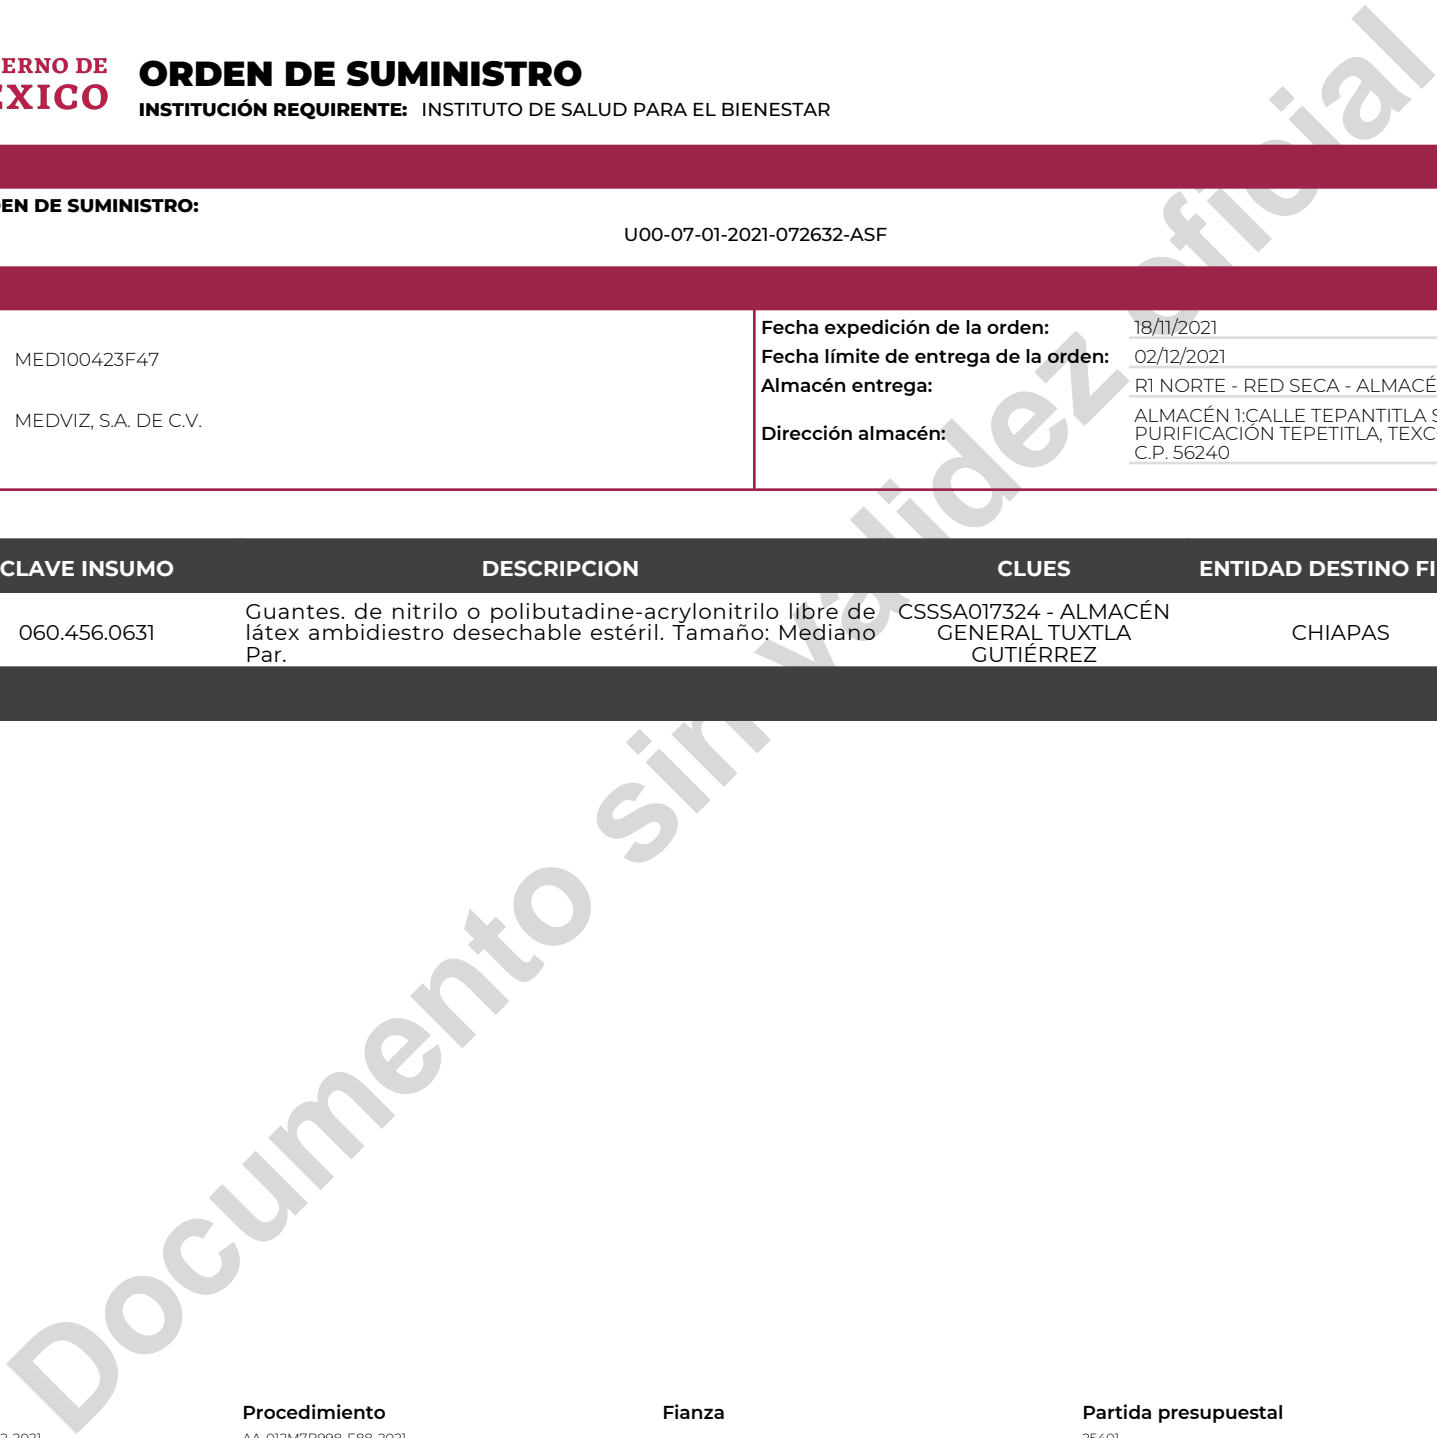 ERNO DE
ORDEN DE SUMINISTRO
INSTITUCIÓN REQUIRENTE: INSTITUTO DE SALUD PARA EL BIENESTAR
EN DE SUMINISTRO:
U00-07-01-2021-072632-ASF
MED100423F47
MEDVIZ, S.A. DE C.V.
Fecha expedición de la orden: 18/11/2021
Fecha límite de entrega de la orden: 02/12/2021
Almacén entrega: R1 NORTE - RED SECA - ALMACÉ
Dirección almacén:
ALMACÉN 1:CALLE TEPANTITLA S
PURIFICACIÓN TEPETITLA, TEXC
C.P. 56240
CLAVE INSUMO DESCRIPCION CLUES ENTIDAD DESTINO FI
060.456.0631
Guantes. de nitrilo o polibutadine-acrylonitrilo libre de
látex ambidiestro desechable estéril. Tamaño: Mediano
Par.
CSSSA017324 - ALMACÉN
GENERAL TUXTLA
GUTIÉRREZ
CHIAPAS
Documento sin validez oficial
Procedimiento Fianza Partida presupuestal